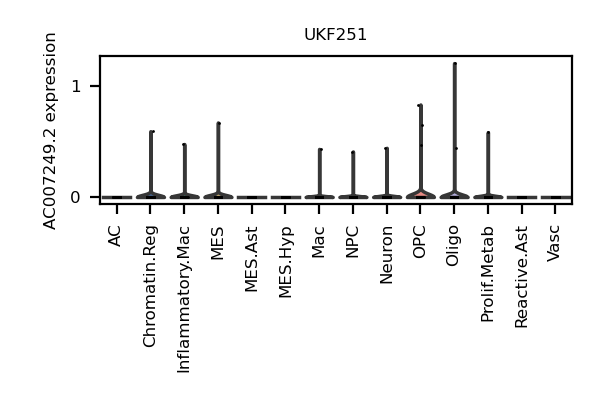 UKF251
AC007249.2 expression
1
0
AC
Chromatin.Reg
Inflammatory.Mac
MES
MES.Ast
MES.Hyp
Mac
NPC
Neuron
OPC
Oligo
Prolif.Metab
Reactive.Ast
Vasc